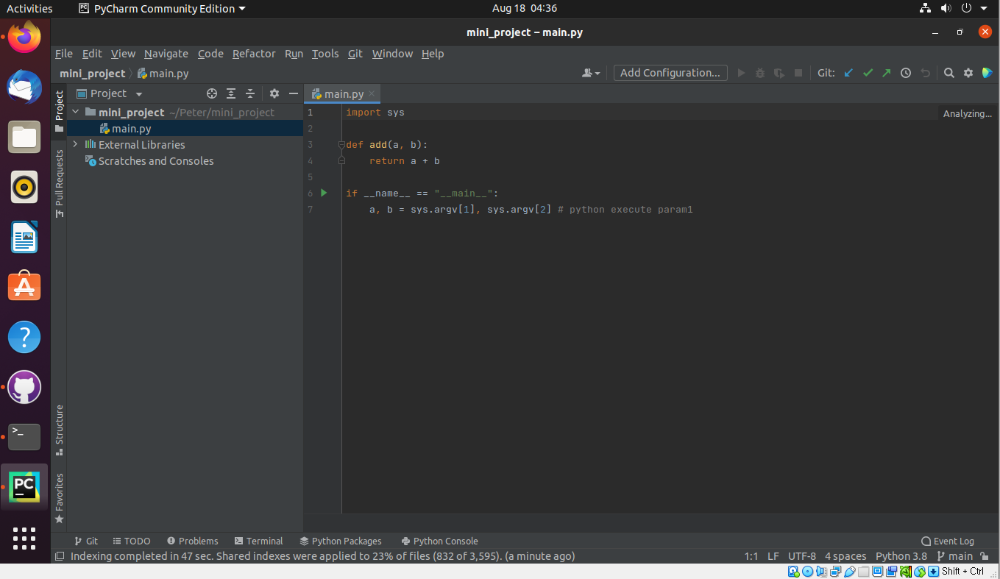 Activities PyCharm Community Edition Aug 18 04:36
mini_project – main.py
File Edit View Navigate Code Refactor Run Tools Git Window Help
mini_project main.py Add Configuration... Git:
Project main.py
Project
Pull Requests
Structure
Favorites
mini_project ~/Peter/mini_project
main.py
External Libraries
Scratches and Consoles
1 import sys
Analyzing...
2
3 def add(a, b):
4     return a + b
5
6 if __name__ == "__main__":
7     a, b = sys.argv[1], sys.argv[2] # python execute param1
>_
PC
Git TODO Problems Terminal Python Packages Python Console Event Log
Indexing completed in 47 sec. Shared indexes were applied to 23% of files (832 of 3,595). (a minute ago) 1:1 LF UTF-8 4 spaces Python 3.8 main
Shift + Ctrl